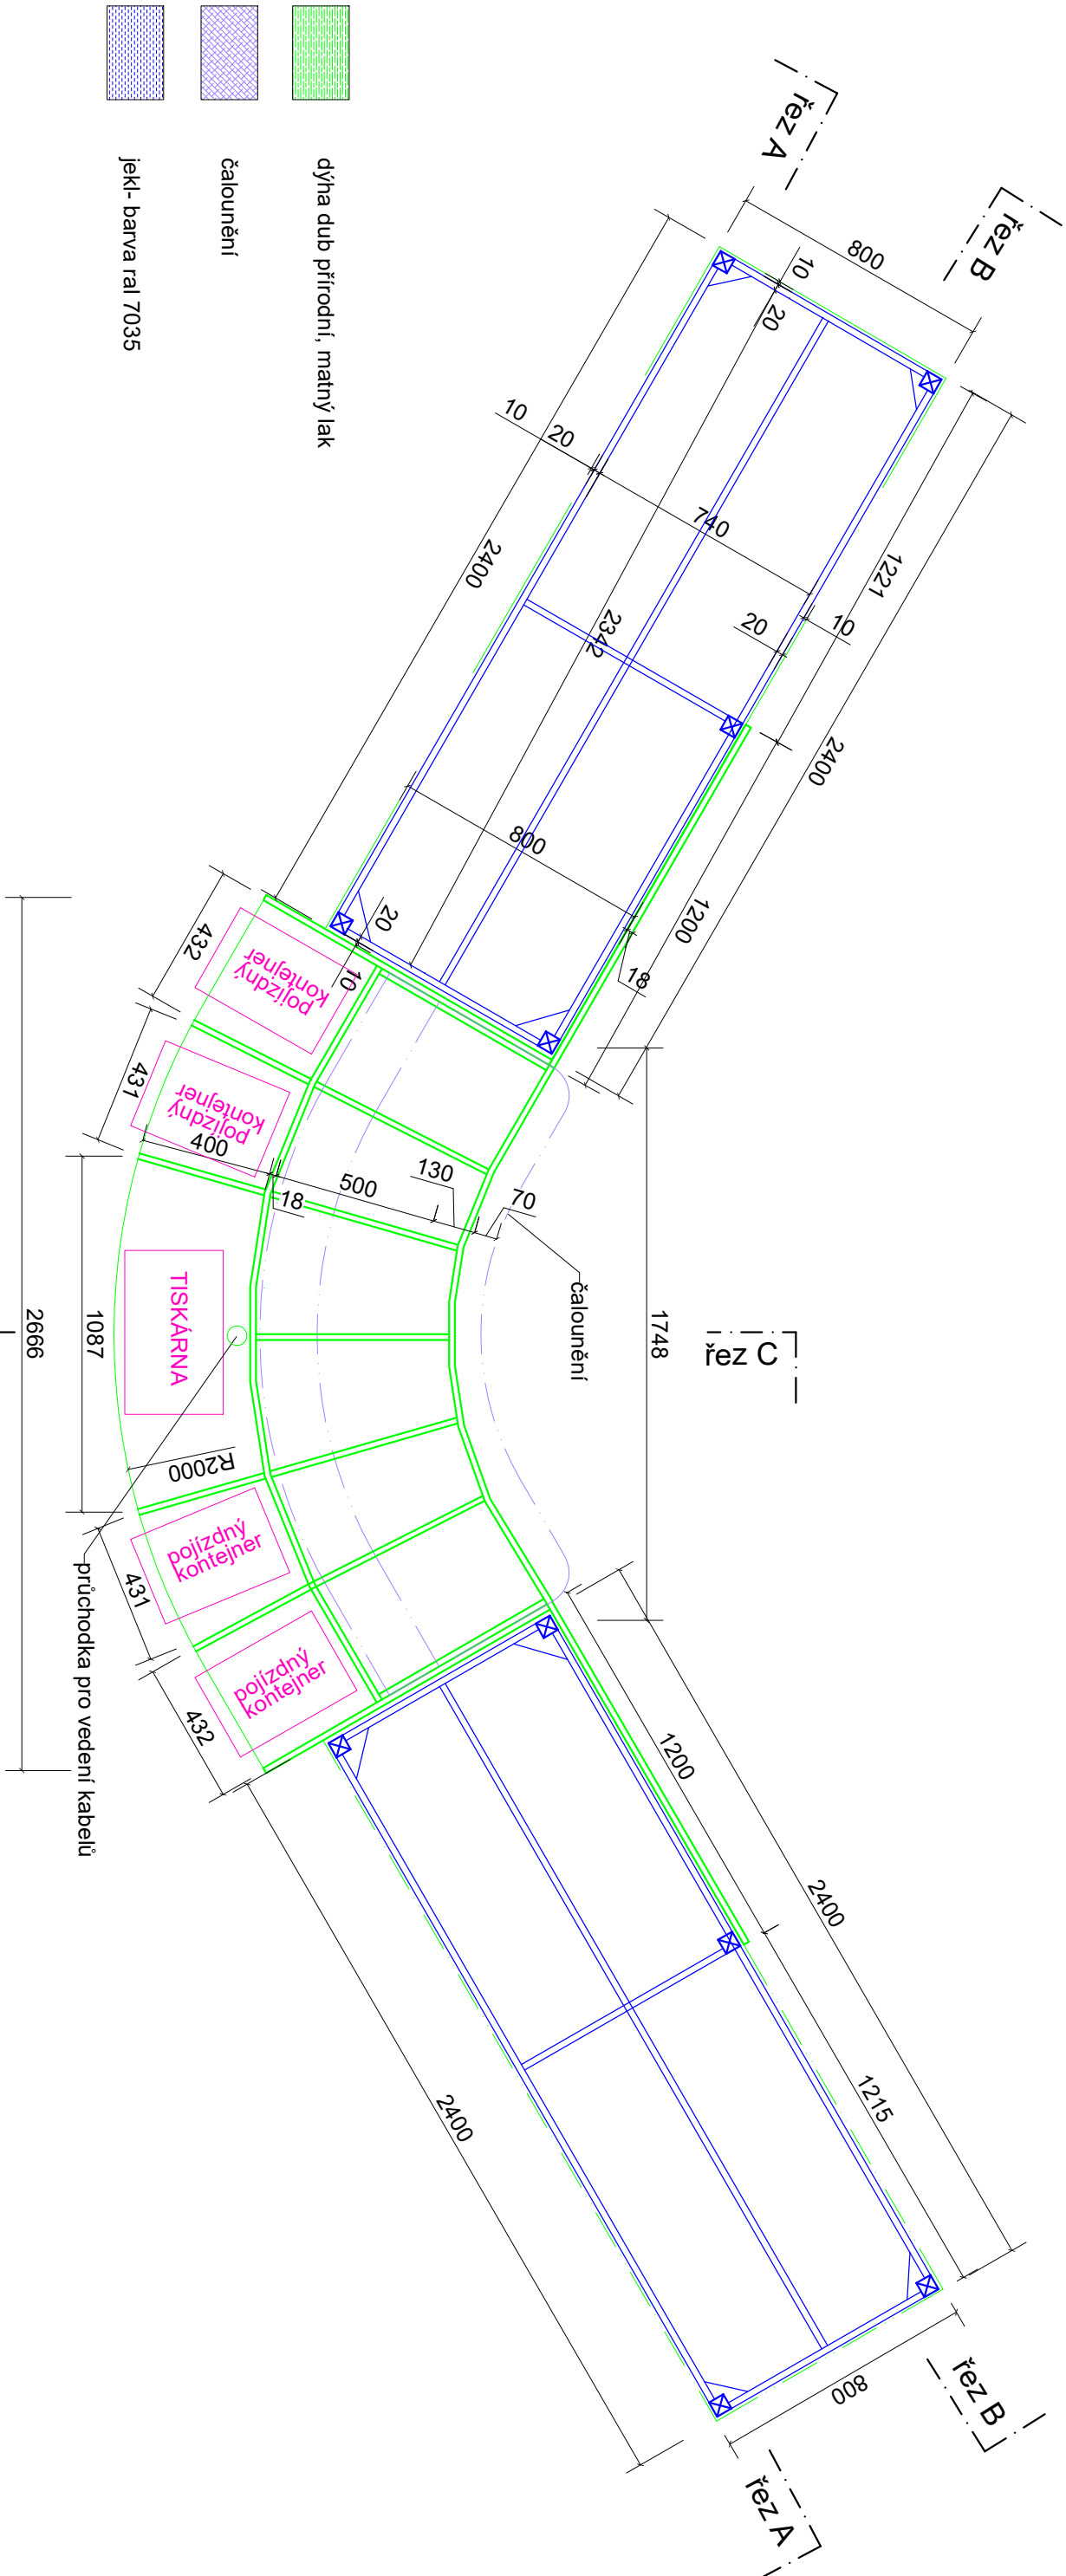 dýha dub přírodní, matný lak
čalounění
jekl- barva ral 7035
řez A
řez B
800
10
20
1221
2400
10
20
740
2400
2342
20
10
800
1200
18
20
10
432
pojízdný
kontejner
431
pojízdný
kontejner
400
18
500
130
70
čalounění
1748
řez C
TISKÁRNA
1087
2666
R2000
pojízdný
kontejner
431
pojízdný
kontejner
432
průchodka pro vedení kabelů
1200
2400
1215
2400
800
řez B
řez A